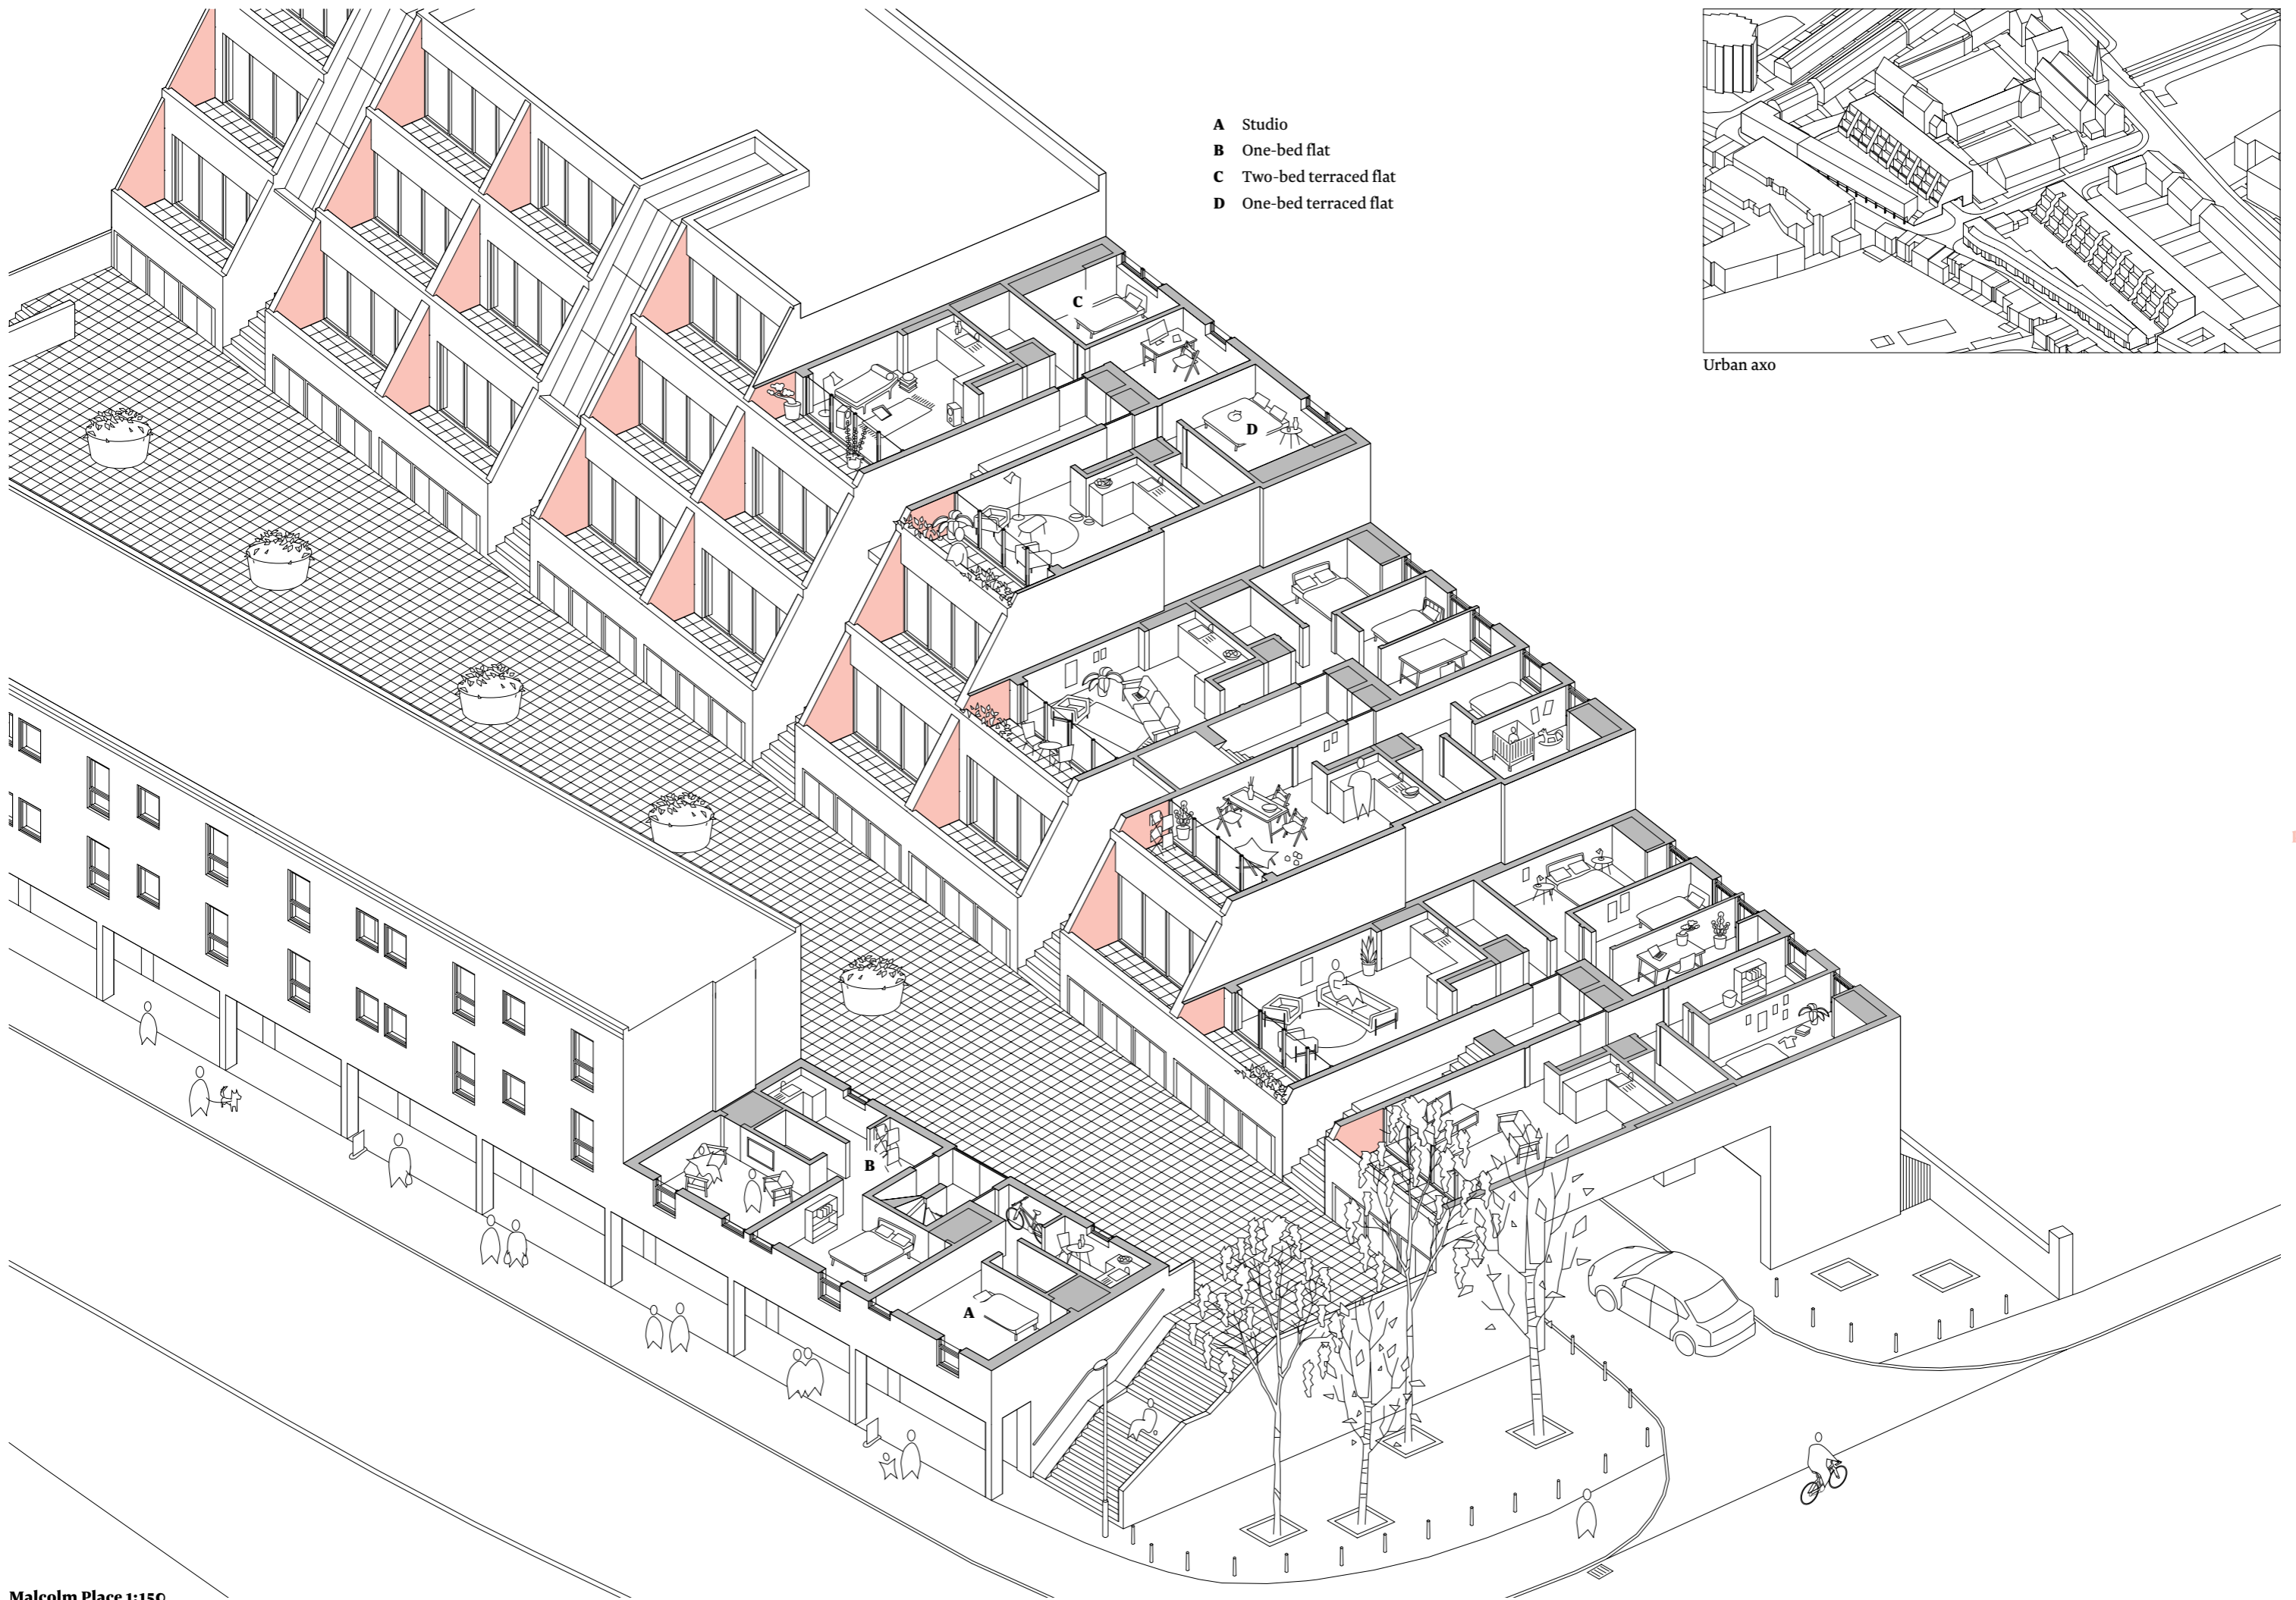 A Studio
B One-bed flat
C Two-bed terraced flat
D One-bed terraced flat
Urban axo
C
D
B
A
Malcolm Place 1:150